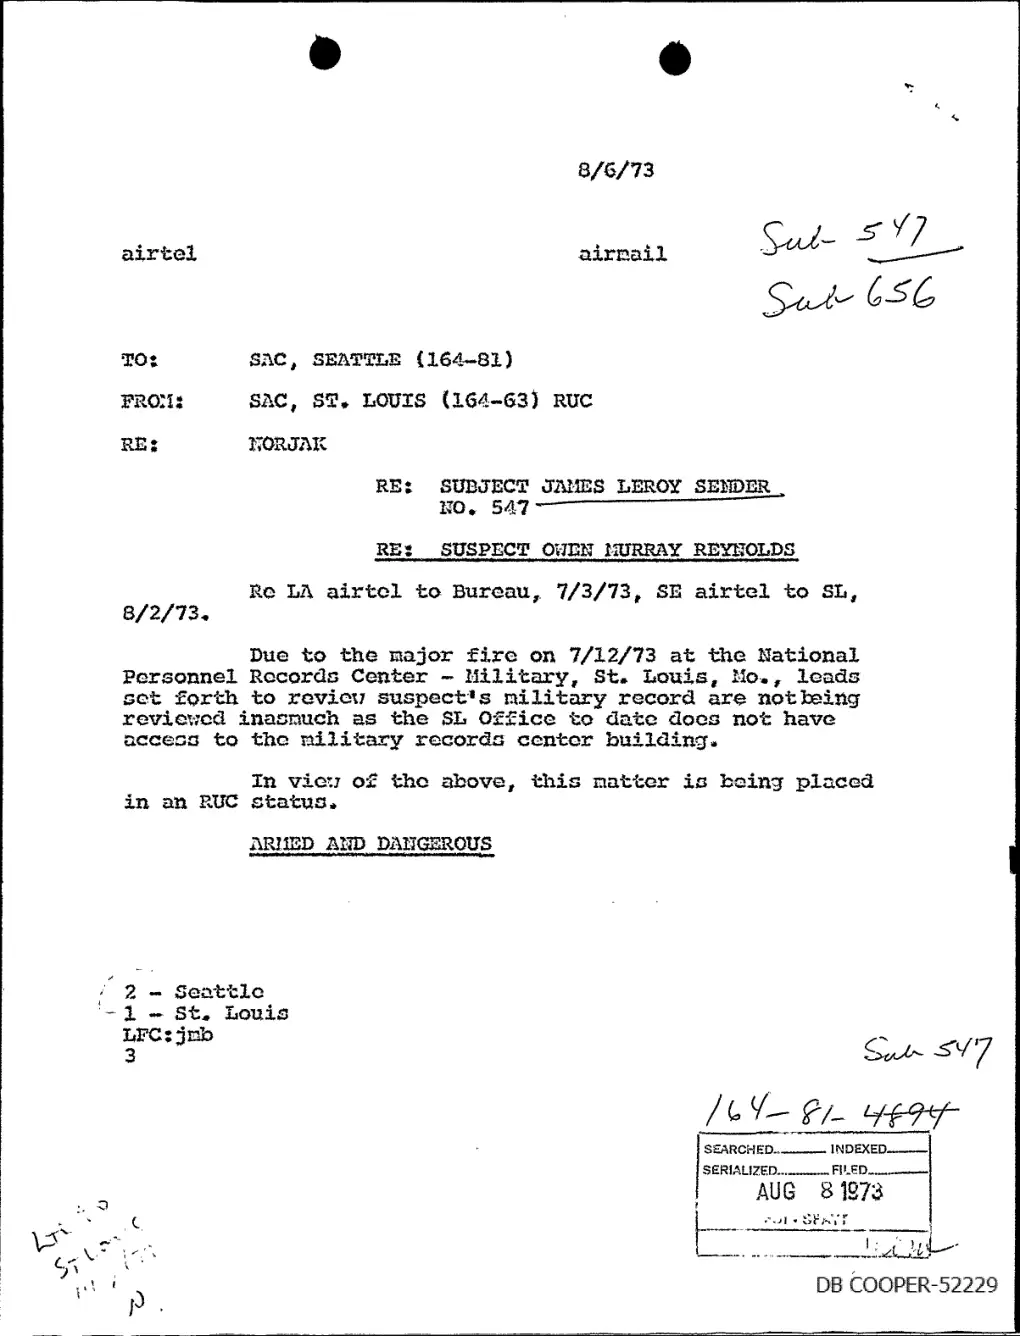 8/6/73
airtel airmail
Sub 547
Sub 656
TO: SAC, SEATTLE (164-81)
FROM: SAC, ST. LOUIS (164-63) RUC
RE: NORJAK
RE: SUBJECT JAMES LEROY SENDER
NO. 547
RE: SUSPECT OWEN MURRAY REYNOLDS
Re LA airtel to Bureau, 7/3/73, SE airtel to SL,
8/2/73.
Due to the major fire on 7/12/73 at the National
Personnel Records Center - Military, St. Louis, Mo., leads
set forth to review suspect's military record are not being
reviewed inasmuch as the SL Office to date does not have
access to the military records center building.
In view of the above, this matter is being placed
in an RUC status.
ARMED AND DANGEROUS
2 - Seattle
1 - St. Louis
LFC:jmb
3
Sub 547
164-81-4894
SEARCHED INDEXED
SERIALIZED FILED
AUG 8 1973
DB COOPER-52229